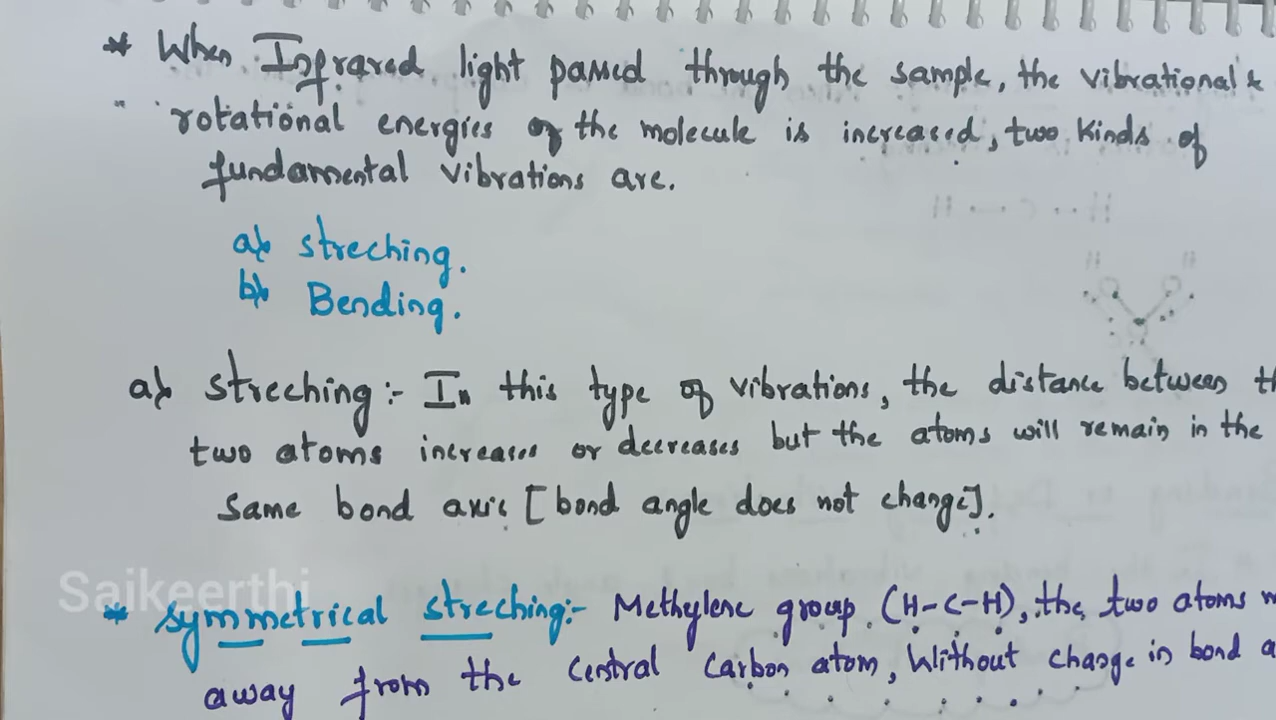 * When Infrared light passed through the sample, the vibrational &
rotational energies of the molecule is increased, two kinds of
fundamental vibrations are.
a) streching.
b) Bending.
a) streching :- In this type of vibrations, the distance between th
two atoms increases or decreases but the atoms will remain in the
same bond axis [bond angle does not change].
Saikeerthi
* symmetrical streching:- Methylene group (H-C-H), the two atoms m
away from the central carbon atom, without change in bond a